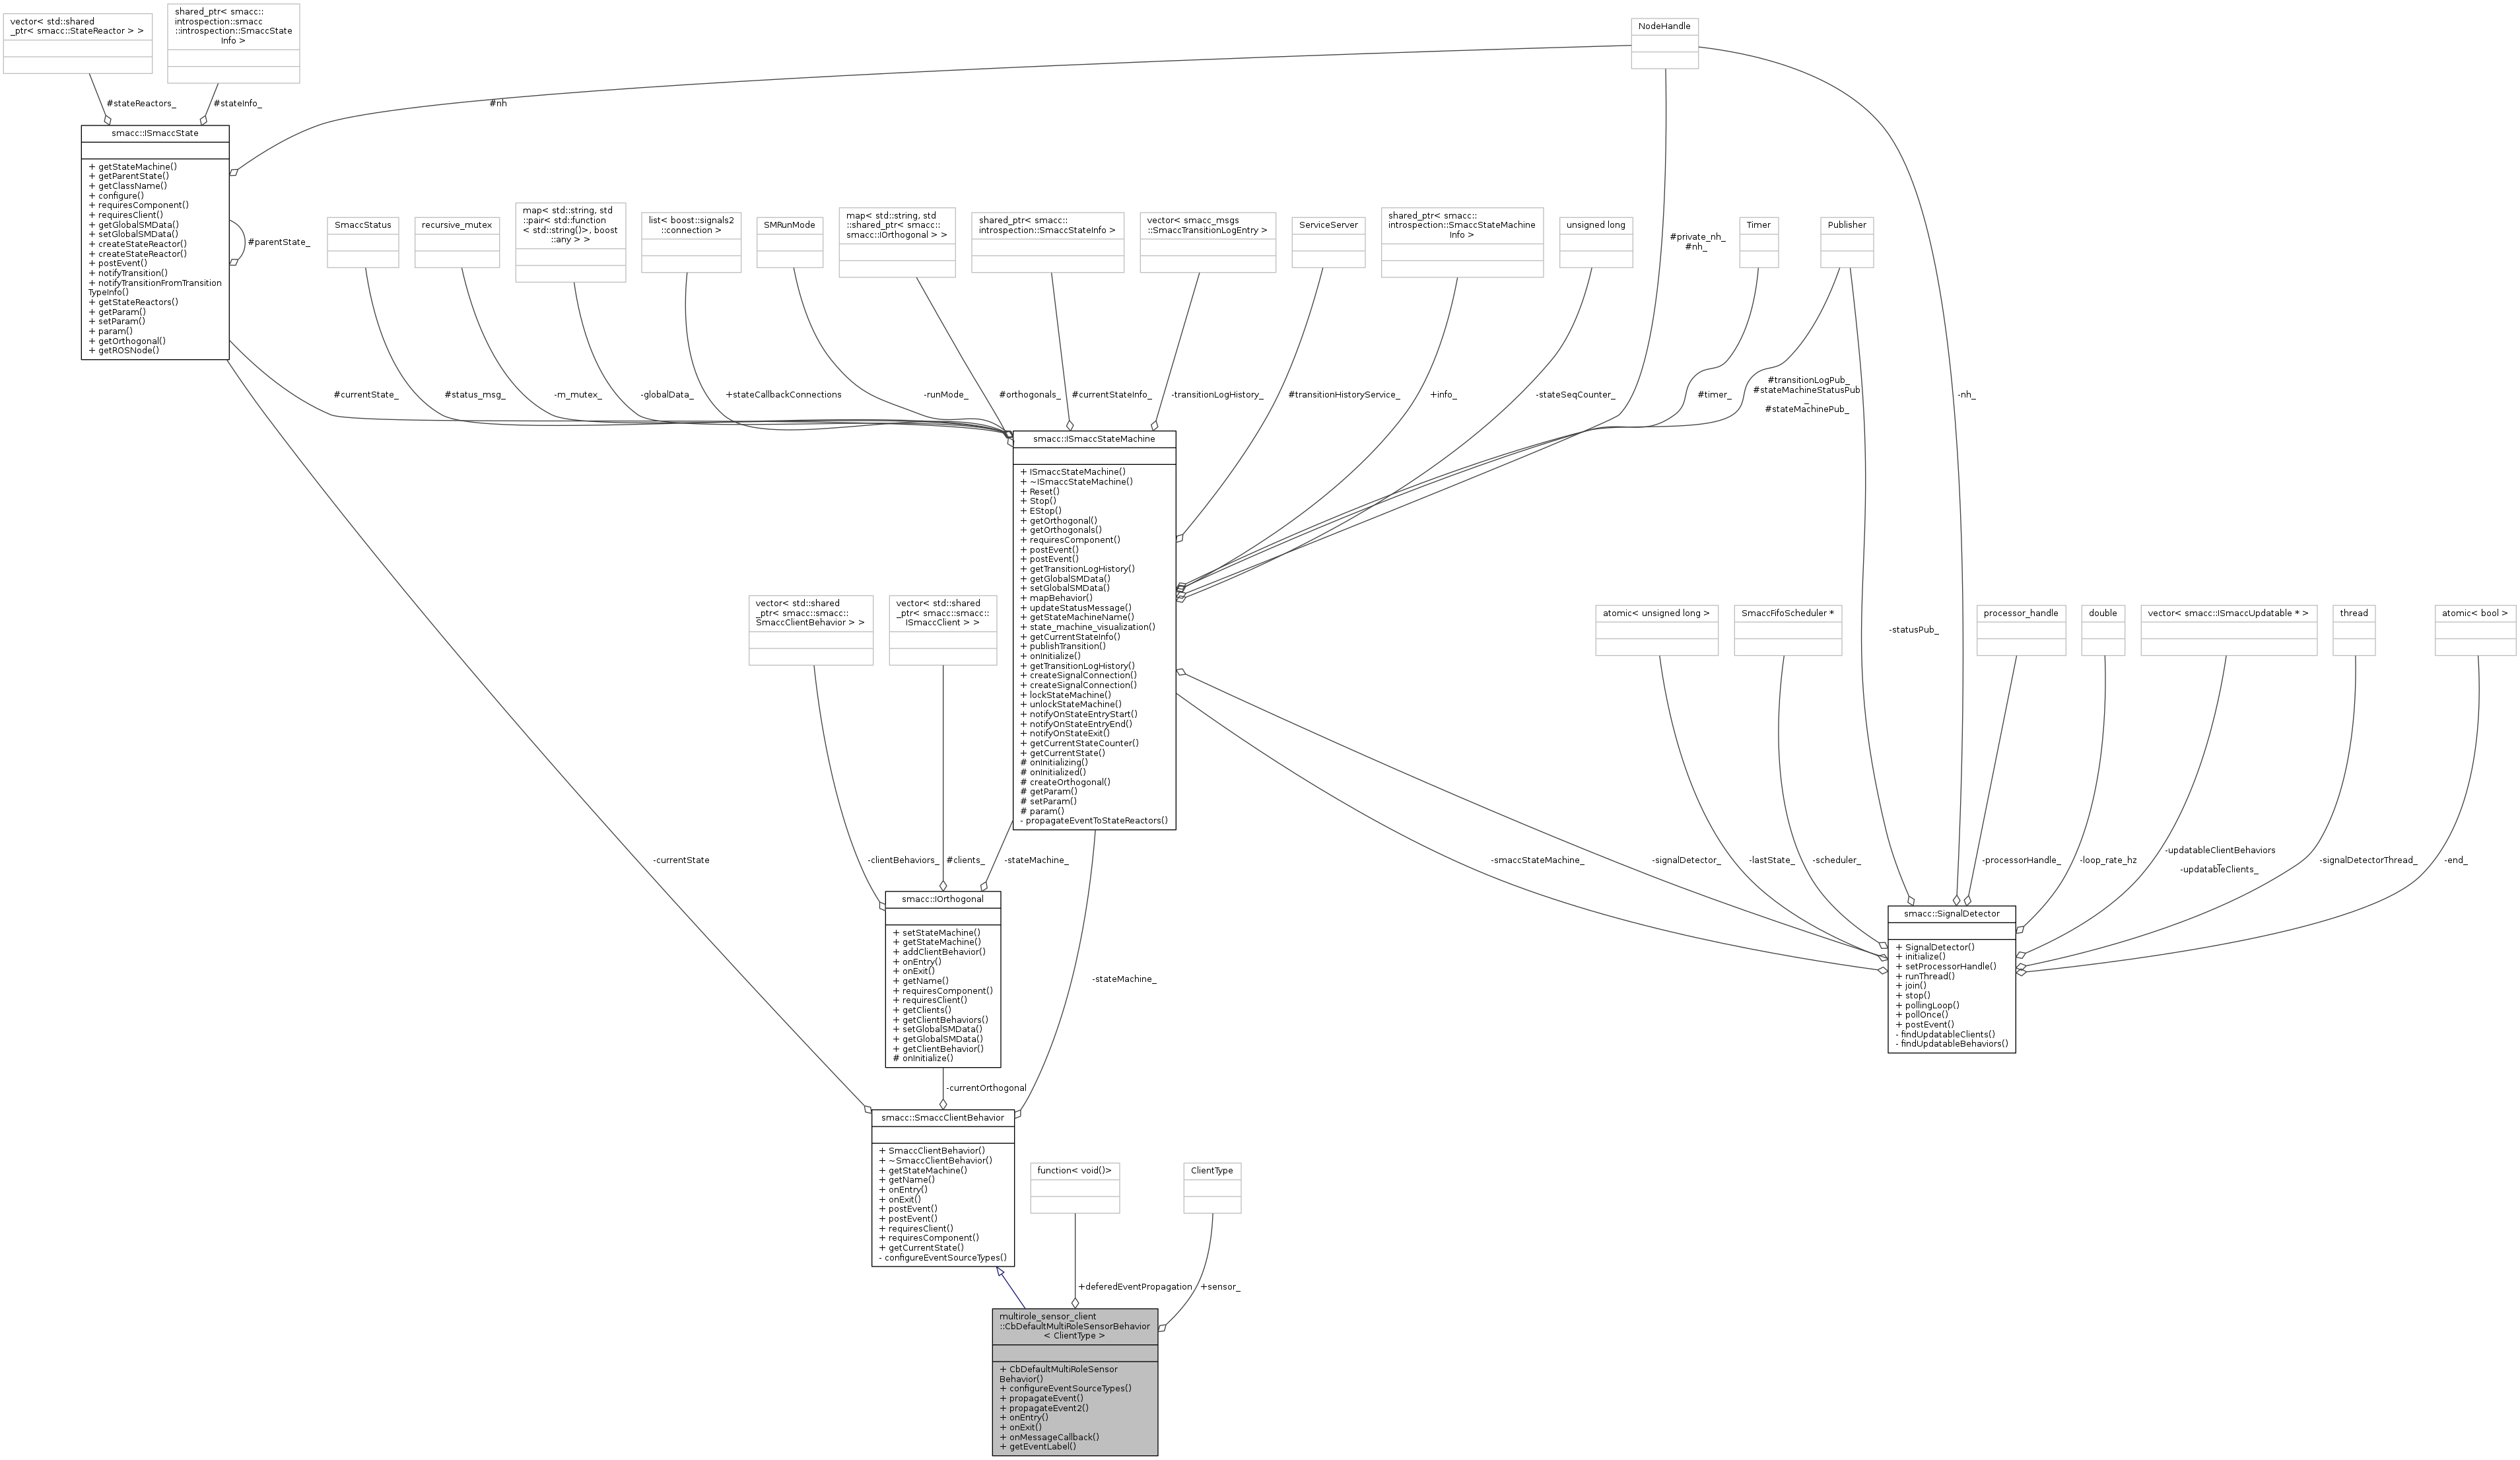 vector< std::shared
_ptr< smacc::StateReactor > >
shared_ptr< smacc::
introspection::smacc
::introspection::SmaccState
Info >
NodeHandle
#stateReactors_
#stateInfo_
#nh
smacc::ISmaccState
+ getStateMachine()
+ getParentState()
+ getClassName()
+ configure()
+ requiresComponent()
+ requiresClient()
+ getGlobalSMData()
+ setGlobalSMData()
+ createStateReactor()
+ createStateReactor()
+ postEvent()
+ notifyTransition()
+ notifyTransitionFromTransition
TypeInfo()
+ getStateReactors()
+ getParam()
+ setParam()
+ param()
+ getOrthogonal()
+ getROSNode()
#parentState_
SmaccStatus
recursive_mutex
map< std::string, std
::pair< std::function
< std::string()>, boost
::any > >
list< boost::signals2
::connection >
SMRunMode
map< std::string, std
::shared_ptr< smacc::
smacc::IOrthogonal > >
shared_ptr< smacc::
introspection::SmaccStateInfo >
vector< smacc_msgs
::SmaccTransitionLogEntry >
ServiceServer
shared_ptr< smacc::
introspection::SmaccStateMachine
Info >
unsigned long
#private_nh_
#nh_
Timer
Publisher
#currentState_
#status_msg_
-m_mutex_
-globalData_
+stateCallbackConnections
-runMode_
#orthogonals_
#currentStateInfo_
-transitionLogHistory_
#transitionHistoryService_
+info_
-stateSeqCounter_
#timer_
#transitionLogPub_
#stateMachineStatusPub
_
#stateMachinePub_
-nh_
smacc::ISmaccStateMachine
+ ISmaccStateMachine()
+ ~ISmaccStateMachine()
+ Reset()
+ Stop()
+ EStop()
+ getOrthogonal()
+ getOrthogonals()
+ requiresComponent()
+ postEvent()
+ postEvent()
+ getTransitionLogHistory()
+ getGlobalSMData()
+ setGlobalSMData()
+ mapBehavior()
+ updateStatusMessage()
+ getStateMachineName()
+ state_machine_visualization()
+ getCurrentStateInfo()
+ publishTransition()
+ onInitialize()
+ getTransitionLogHistory()
+ createSignalConnection()
+ createSignalConnection()
+ lockStateMachine()
+ unlockStateMachine()
+ notifyOnStateEntryStart()
+ notifyOnStateEntryEnd()
+ notifyOnStateExit()
+ getCurrentStateCounter()
+ getCurrentState()
# onInitializing()
# onInitialized()
# createOrthogonal()
# getParam()
# setParam()
# param()
- propagateEventToStateReactors()
vector< std::shared
_ptr< smacc::smacc::
SmaccClientBehavior > >
vector< std::shared
_ptr< smacc::smacc::
ISmaccClient > >
atomic< unsigned long >
SmaccFifoScheduler *
-statusPub_
processor_handle
double
vector< smacc::ISmaccUpdatable * >
thread
atomic< bool >
-currentState
-clientBehaviors_
#clients_
-stateMachine_
-smaccStateMachine_
-signalDetector_
-lastState_
-scheduler_
-processorHandle_
-loop_rate_hz
-updatableClientBehaviors
_
-updatableClients_
-signalDetectorThread_
-end_
smacc::IOrthogonal
+ setStateMachine()
+ getStateMachine()
+ addClientBehavior()
+ onEntry()
+ onExit()
+ getName()
+ requiresComponent()
+ requiresClient()
+ getClients()
+ getClientBehaviors()
+ setGlobalSMData()
+ getGlobalSMData()
+ getClientBehavior()
# onInitialize()
-stateMachine_
smacc::SignalDetector
+ SignalDetector()
+ initialize()
+ setProcessorHandle()
+ runThread()
+ join()
+ stop()
+ pollingLoop()
+ pollOnce()
+ postEvent()
- findUpdatableClients()
- findUpdatableBehaviors()
-currentOrthogonal
smacc::SmaccClientBehavior
+ SmaccClientBehavior()
+ ~SmaccClientBehavior()
+ getStateMachine()
+ getName()
+ onEntry()
+ onExit()
+ postEvent()
+ postEvent()
+ requiresClient()
+ requiresComponent()
+ getCurrentState()
- configureEventSourceTypes()
function< void()>
ClientType
+deferedEventPropagation
+sensor_
multirole_sensor_client
::CbDefaultMultiRoleSensorBehavior
< ClientType >
+ CbDefaultMultiRoleSensor
Behavior()
+ configureEventSourceTypes()
+ propagateEvent()
+ propagateEvent2()
+ onEntry()
+ onExit()
+ onMessageCallback()
+ getEventLabel()